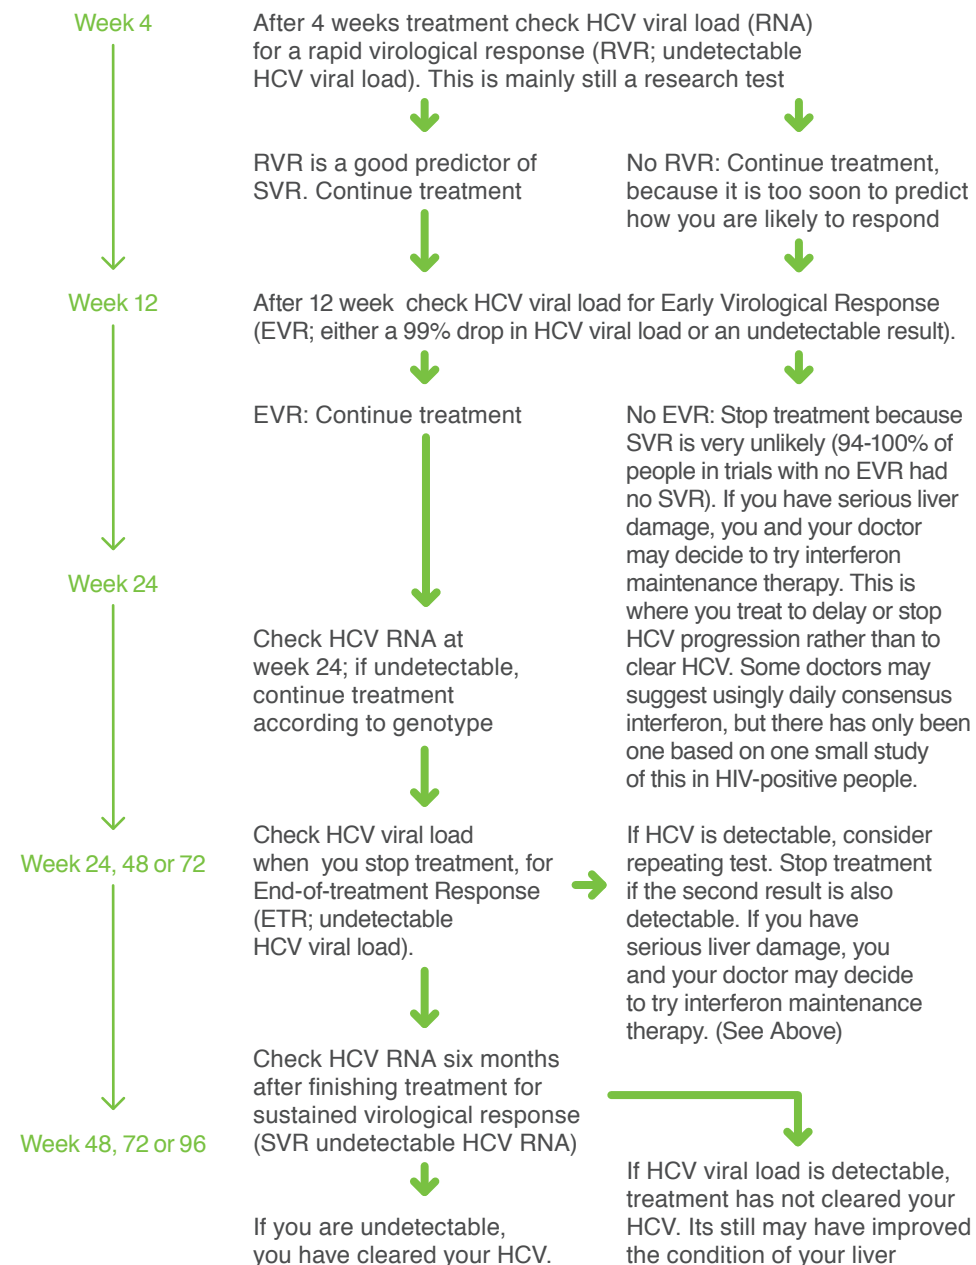 Week 4
After 4 weeks treatment check HCV viral load (RNA)
for a rapid virological response (RVR; undetectable
HCV viral load). This is mainly still a research test
RVR is a good predictor of
SVR. Continue treatment
No RVR: Continue treatment,
because it is too soon to predict
how you are likely to respond
Week 12
After 12 week  check HCV viral load for Early Virological Response
(EVR; either a 99% drop in HCV viral load or an undetectable result).
EVR: Continue treatment
No EVR: Stop treatment because
SVR is very unlikely (94-100% of
people in trials with no EVR had
no SVR). If you have serious liver
damage, you and your doctor
may decide to try interferon
maintenance therapy. This is
where you treat to delay or stop
HCV progression rather than to
clear HCV. Some doctors may
suggest usingly daily consensus
interferon, but there has only been
one based on one small study
of this in HIV-positive people.
Week 24
Check HCV RNA at
week 24; if undetectable,
continue treatment
according to genotype
Week 24, 48 or 72
Check HCV viral load
when  you stop treatment, for
End-of-treatment Response
(ETR; undetectable
HCV viral load).
If HCV is detectable, consider
repeating test. Stop treatment
if the second result is also
detectable. If you have
serious liver damage, you
and your doctor may decide
to try interferon maintenance
therapy. (See Above)
Week 48, 72 or 96
Check HCV RNA six months
after finishing treatment for
sustained virological response
(SVR undetectable HCV RNA)
If you are undetectable,
you have cleared your HCV.
If HCV viral load is detectable,
treatment has not cleared your
HCV. Its still may have improved
the condition of your liver